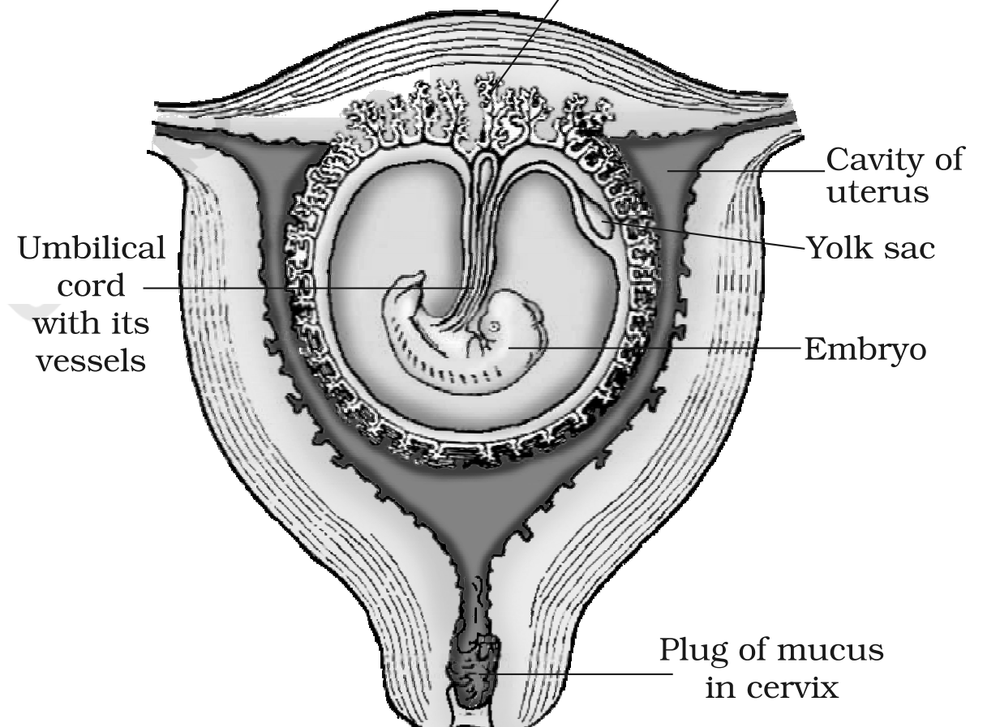 Cavity of
uterus
Yolk sac
Umbilical
cord
with its
vessels
Embryo
Plug of mucus
in cervix